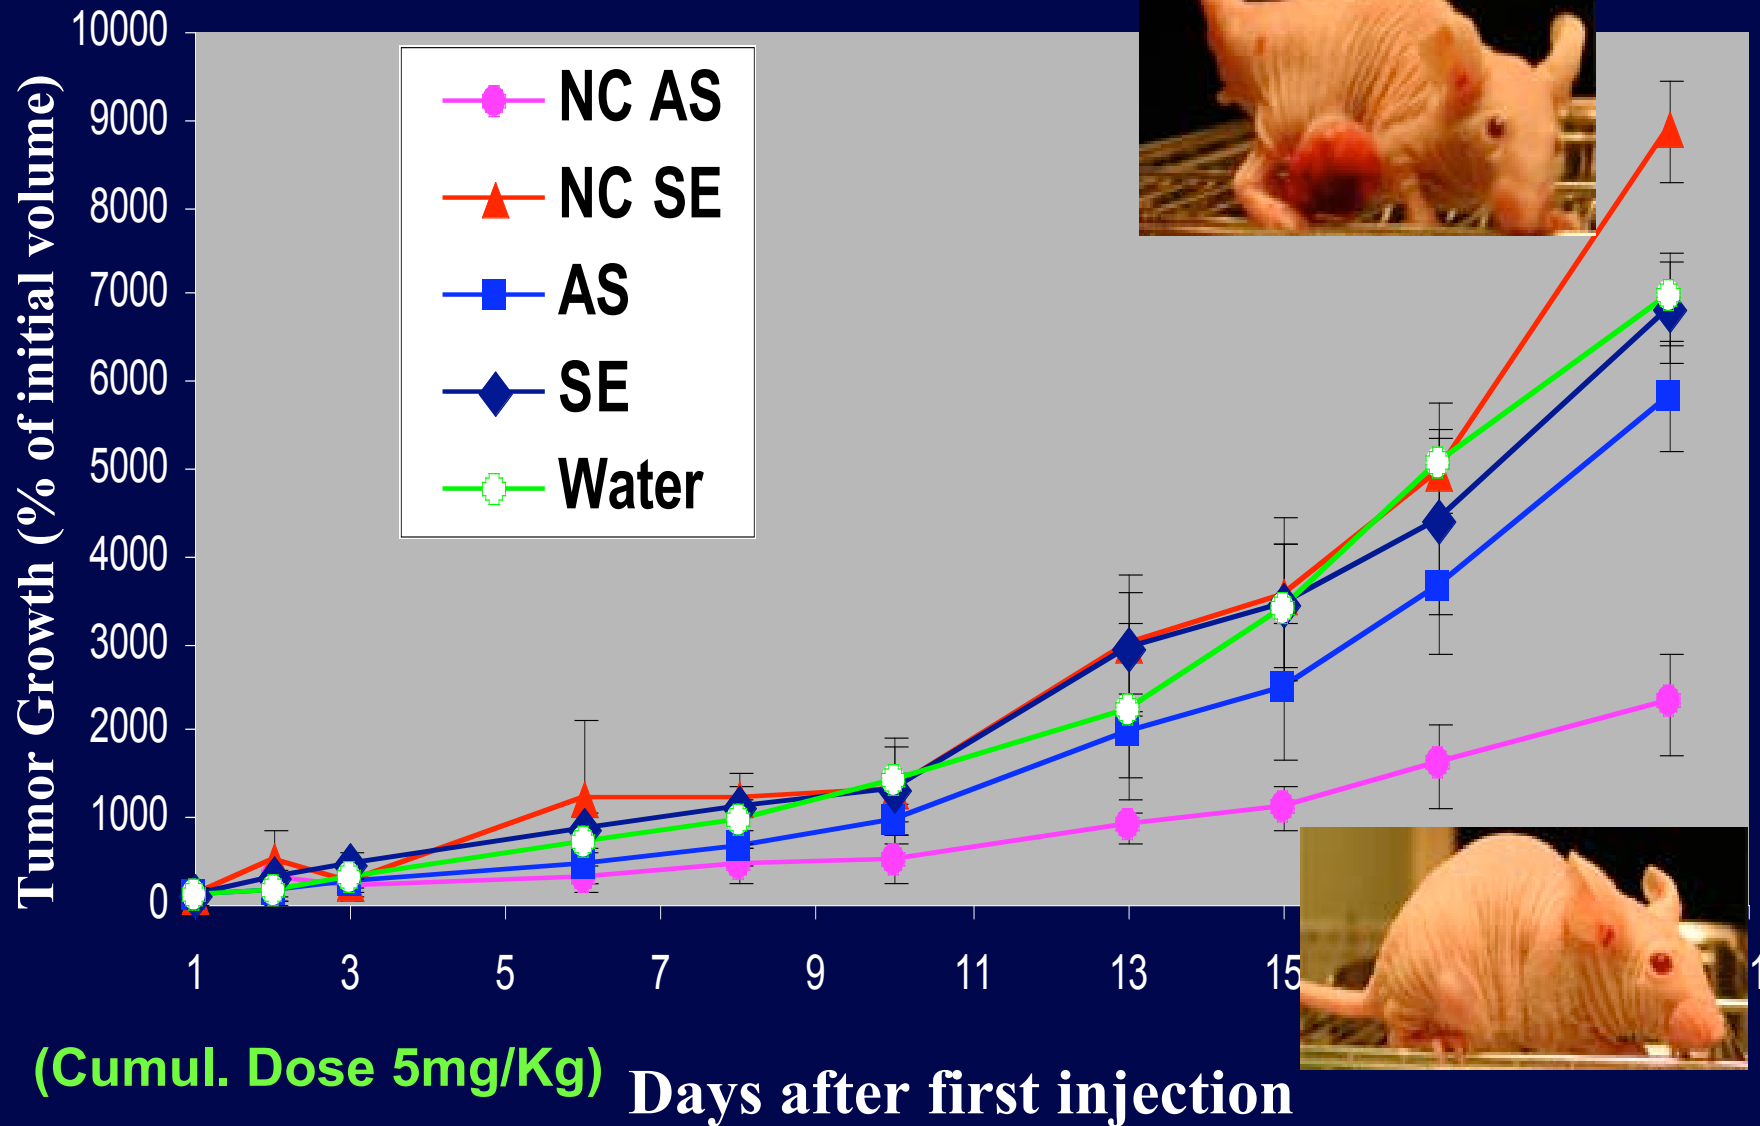 Tumor Growth (% of initial volume)
10000
9000
8000
7000
6000
5000
4000
3000
2000
1000
0
NC AS
NC SE
AS
SE
Water
1 3 5 7 9 11 13 15
(Cumul. Dose 5mg/Kg)
Days after first injection